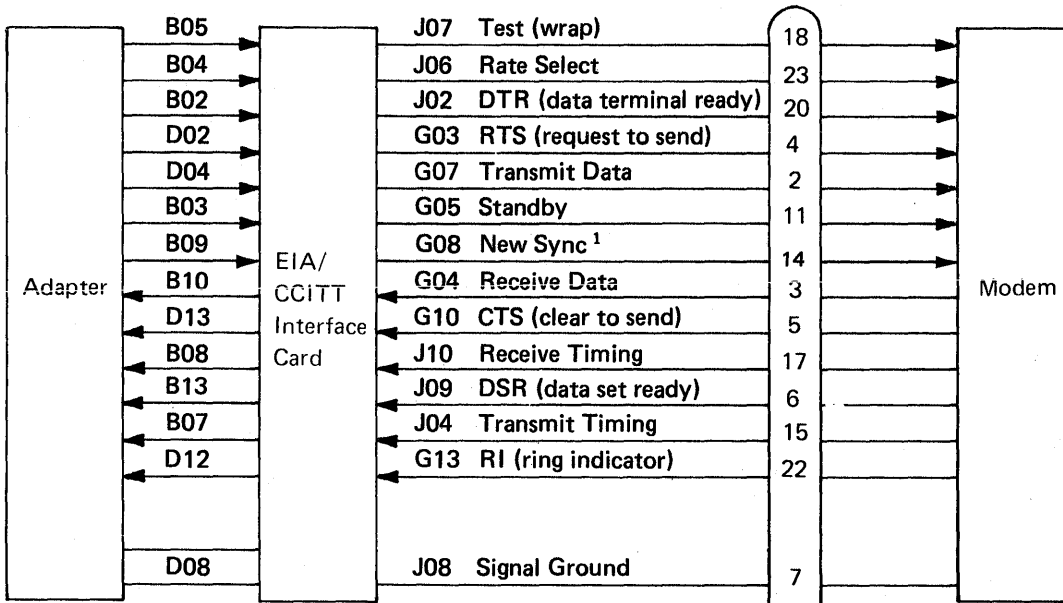 B05 J07 Test (wrap) 18
B04 J06 Rate Select 23
B02 J02 DTR (data terminal ready) 20
D02 G03 RTS (request to send) 4
D04 G07 Transmit Data 2
B03 G05 Standby 11
B09 G08 New Sync 1 14
Adapter
EIA/
CCITT
Interface
Card
Modem
B10 G04 Receive Data 3
D13 G10 CTS (clear to send) 5
B08 J10 Receive Timing 17
B13 J09 DSR (data set ready) 6
B07 J04 Transmit Timing 15
D12 G13 RI (ring indicator) 22
D08 J08 Signal Ground 7